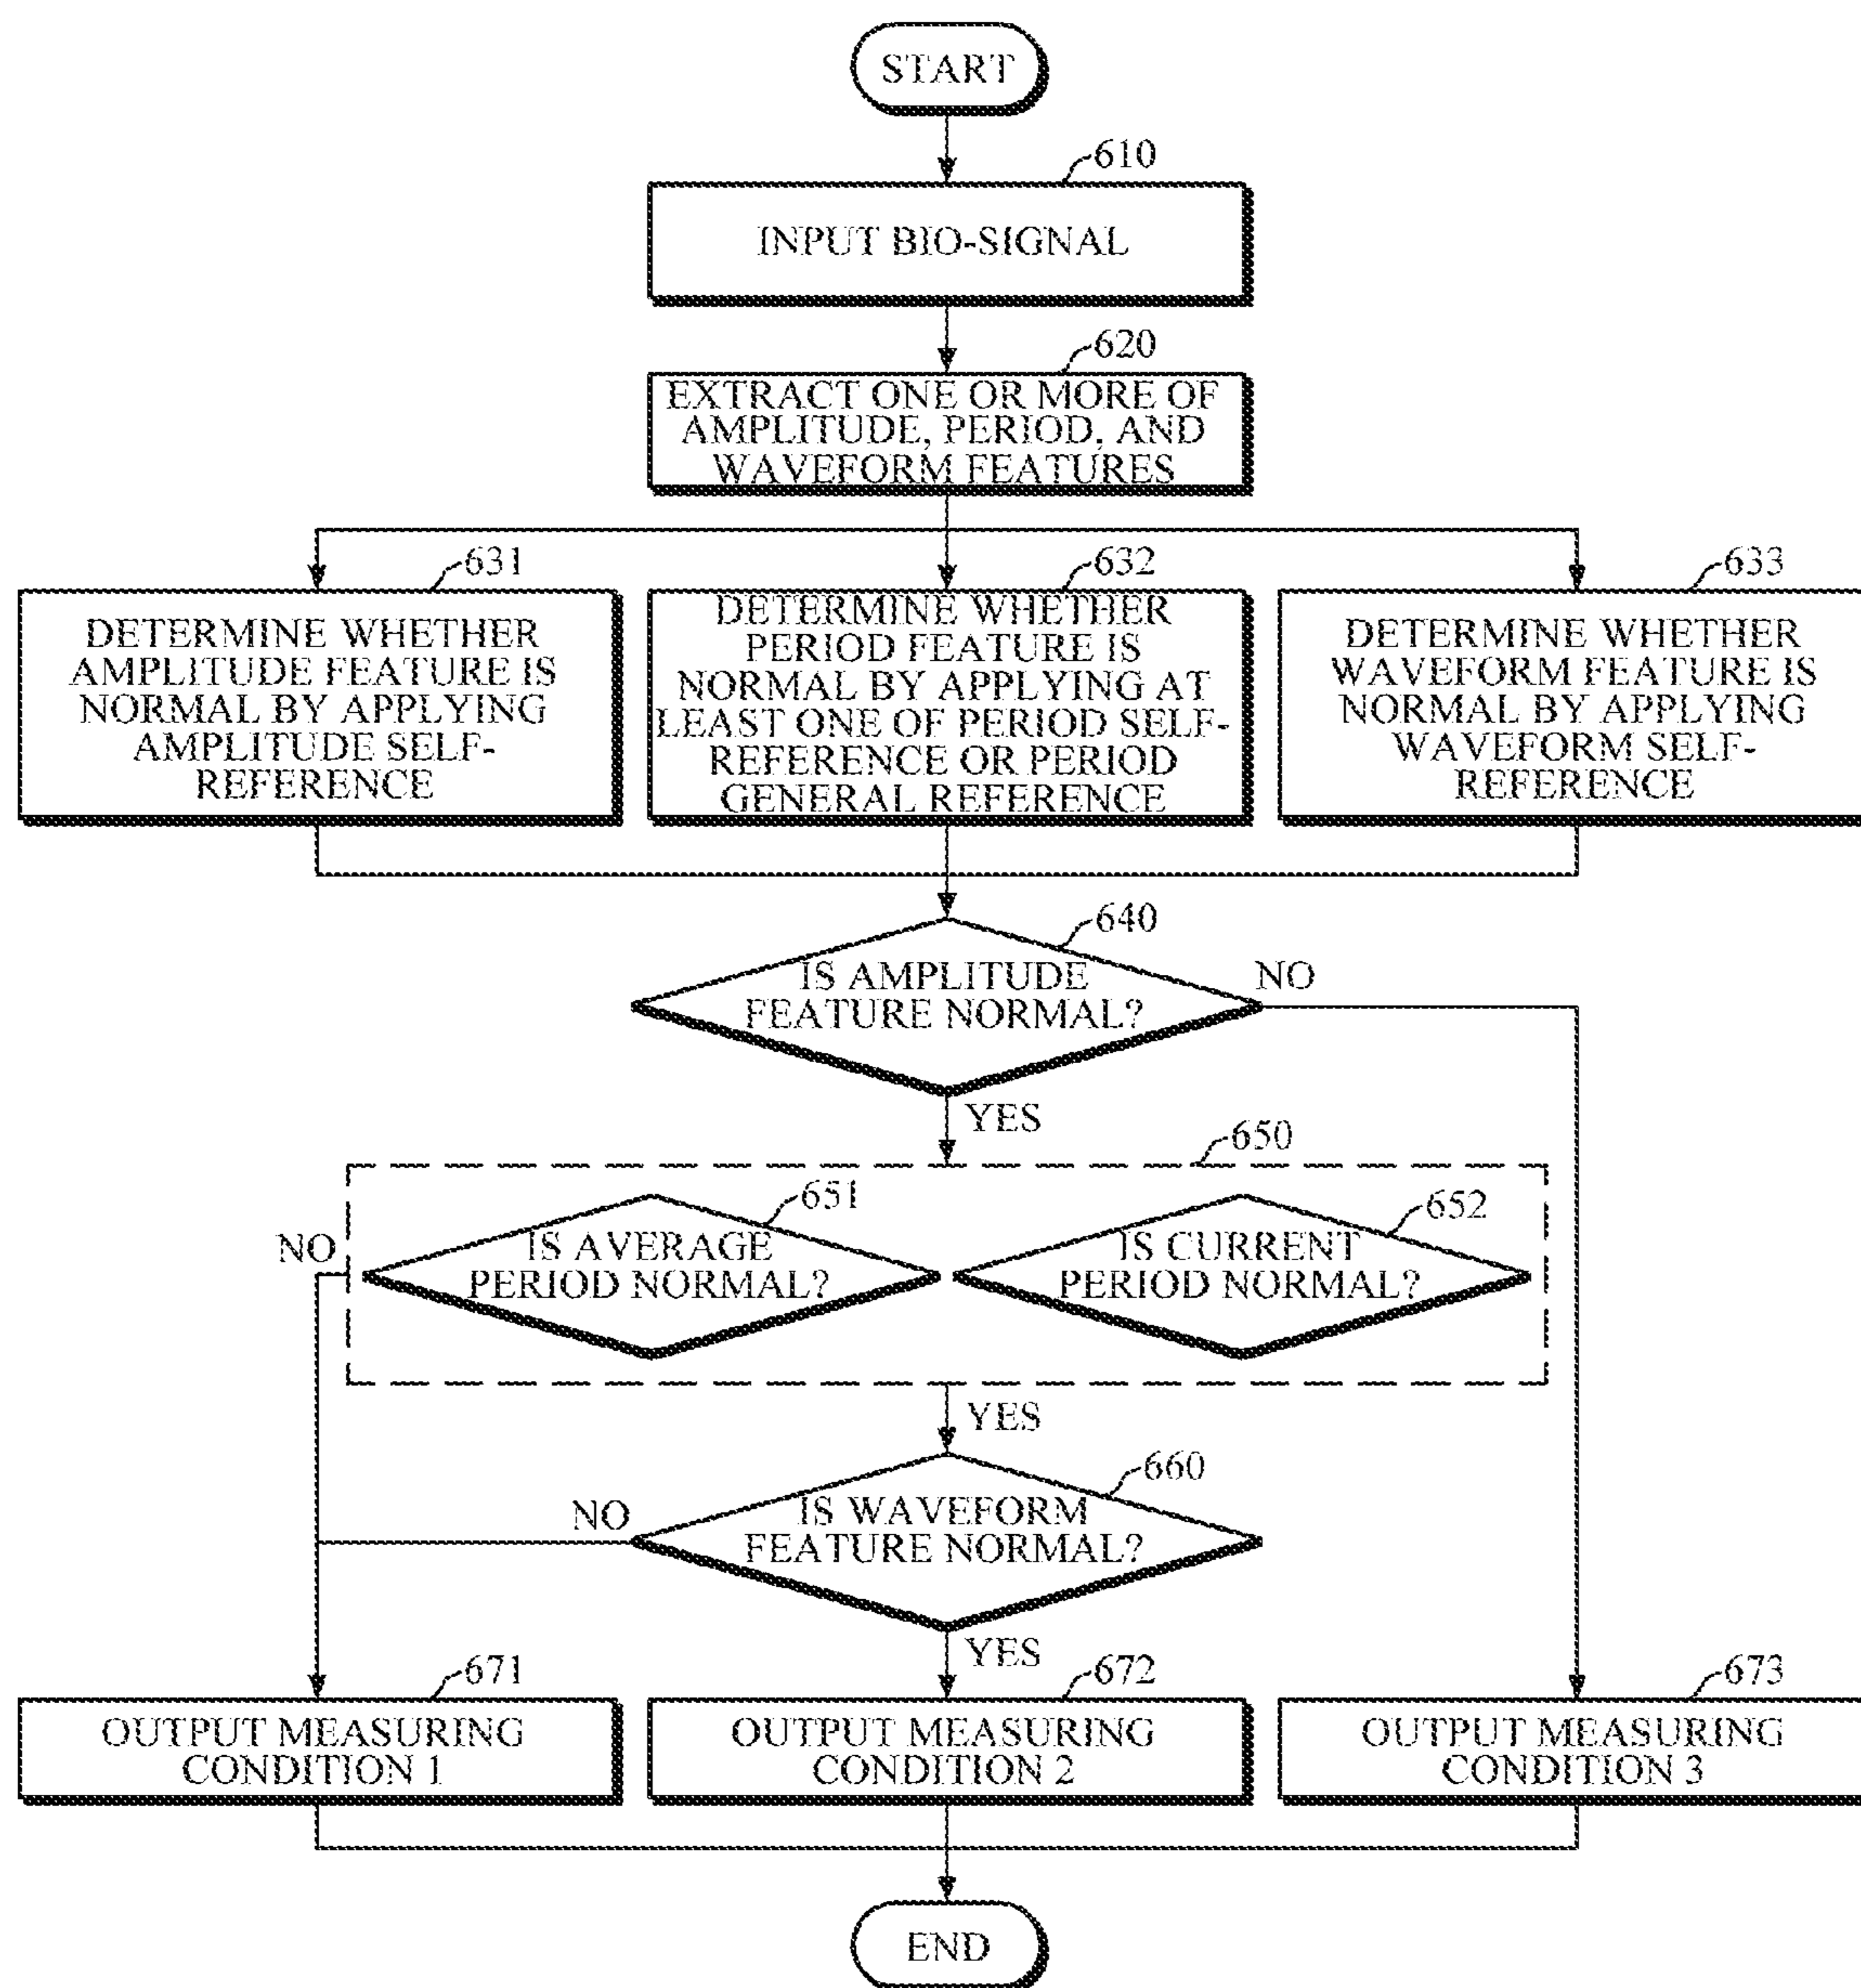 START
610
INPUT BIO-SIGNAL
620
EXTRACT ONE OR MORE OF
AMPLITUDE, PERIOD, AND
WAVEFORM FEATURES
631
DETERMINE WHETHER
AMPLITUDE FEATURE IS
NORMAL BY APPLYING
AMPLITUDE SELF-
REFERENCE
632
DETERMINE WHETHER
PERIOD FEATURE IS
NORMAL BY APPLYING AT
LEAST ONE OF PERIOD SELF-
REFERENCE OR PERIOD
GENERAL REFERENCE
633
DETERMINE WHETHER
WAVEFORM FEATURE IS
NORMAL BY APPLYING
WAVEFORM SELF-
REFERENCE
640
IS AMPLITUDE
FEATURE NORMAL?
NO
YES
650
651
IS AVERAGE
PERIOD NORMAL?
652
IS CURRENT
PERIOD NORMAL?
NO
YES
660
IS WAVEFORM
FEATURE NORMAL?
NO
YES
671
OUTPUT MEASURING
CONDITION 1
672
OUTPUT MEASURING
CONDITION 2
673
OUTPUT MEASURING
CONDITION 3
END